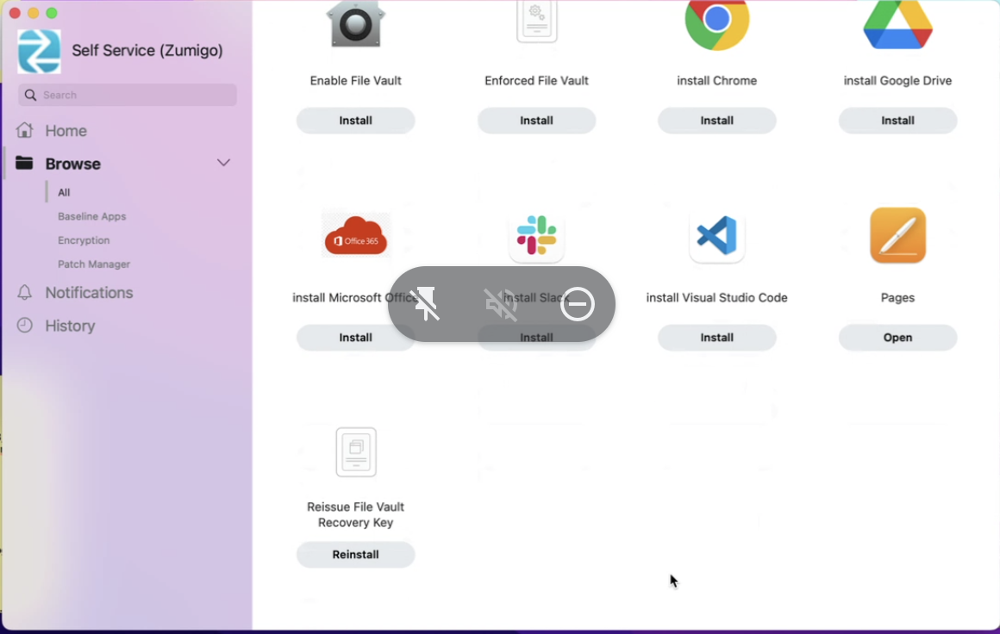 Self Service (Zumigo)
Search
Home
Browse
All
Baseline Apps
Encryption
Patch Manager
Notifications
History
Enable File Vault
Enforced File Vault
install Chrome
install Google Drive
Install
Install
Install
Install
Office 365
install Microsoft Office
install Slack
install Visual Studio Code
Pages
Install
Install
Install
Open
Reissue File Vault
Recovery Key
Reinstall